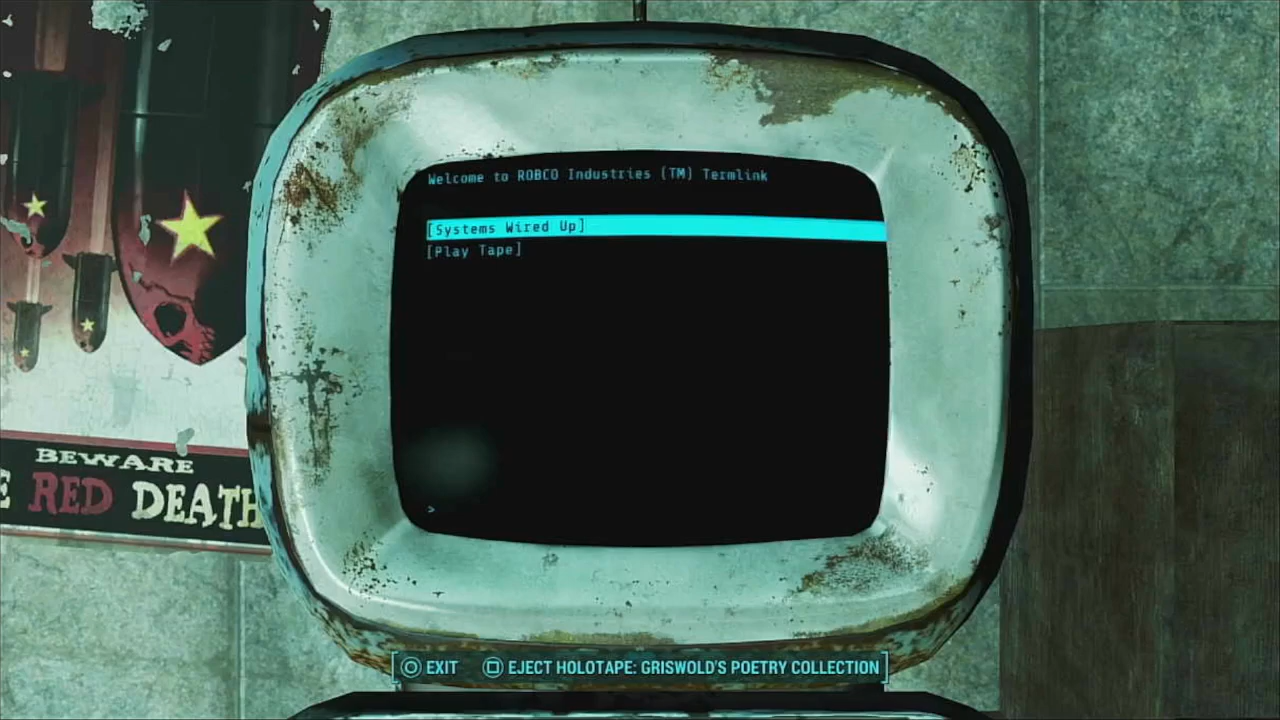 Welcome to ROBCO Industries (TM) Termlink
[Systems Wired Up]
[Play Tape]
>
BEWARE
E RED DEATH
EXIT
EJECT HOLOTAPE: GRISWOLD'S POETRY COLLECTION